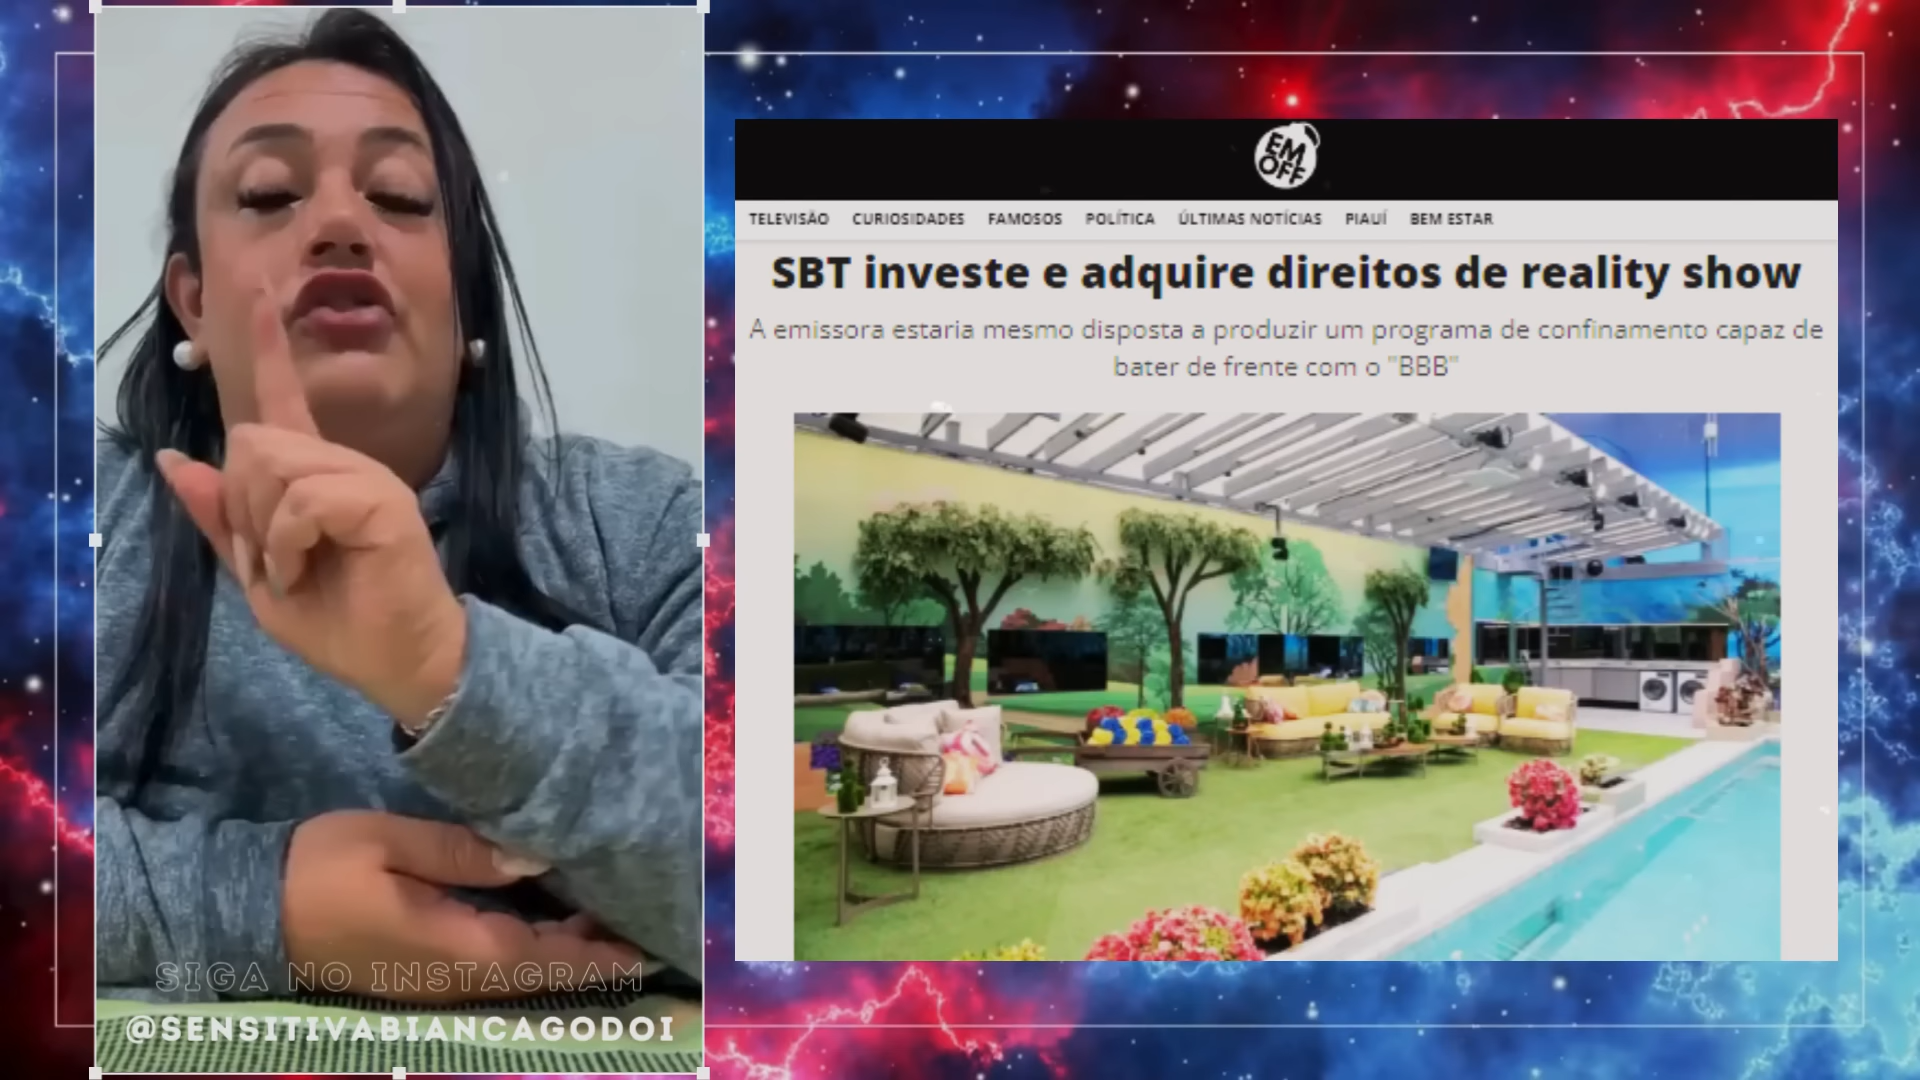 SIGA NO INSTAGRAM
@SENSITIVABIANCAGODOI
EM
OFF
TELEVISÃO CURIOSIDADES FAMOSOS POLÍTICA ÚLTIMAS NOTÍCIAS PIAUÍ BEM ESTAR
SBT investe e adquire direitos de reality show
A emissora estaria mesmo disposta a produzir um programa de confinamento capaz de
bater de frente com o "BBB"